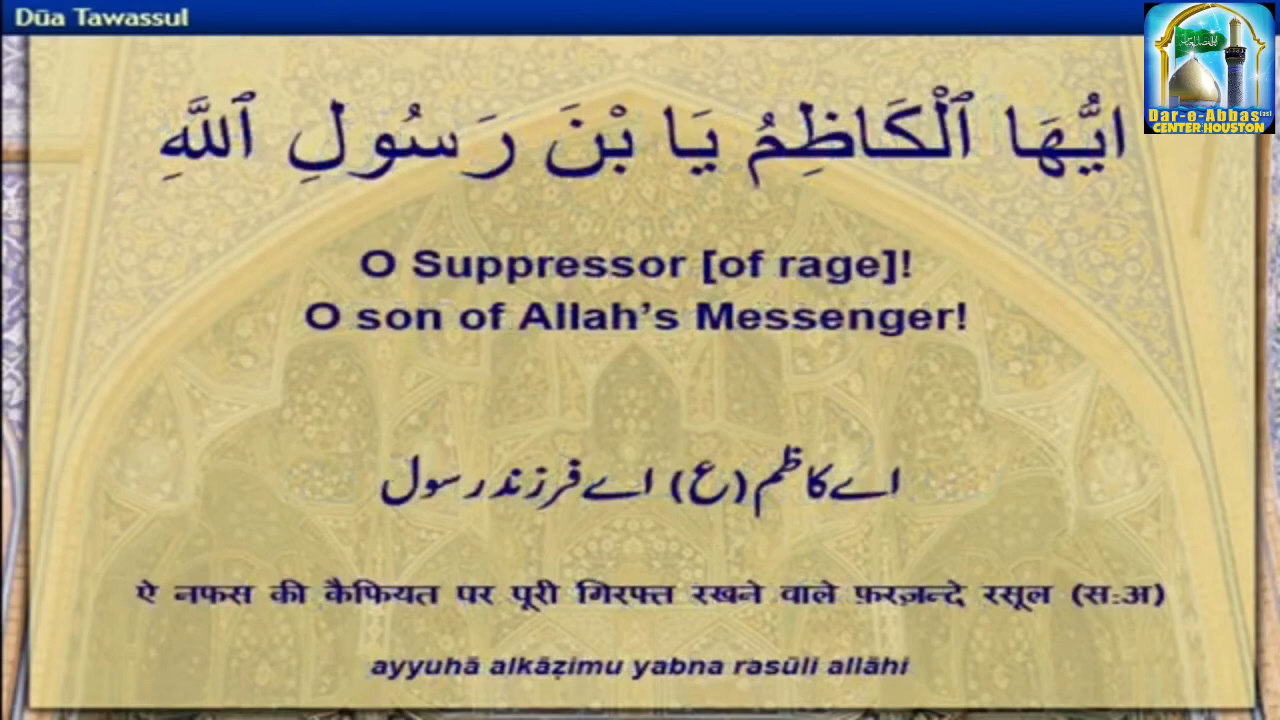 Dūa Tawassul
Dar-e-Abbas(as)
CENTER HOUSTON
ايُّهَا ٱلْكَاظِمُ يَا بْنَ رَسُولِ ٱللَّهِ
O Suppressor [of rage]!
O son of Allah’s Messenger!
اے کاظم (ع) اے فرزند رسول
ऐ नफस की कैफियत पर पूरी गिरफ्त रखने वाले फ़रज़न्दे रसूल (स:अ)
ayyuhā alkāẓimu yabna rasūli allāhi